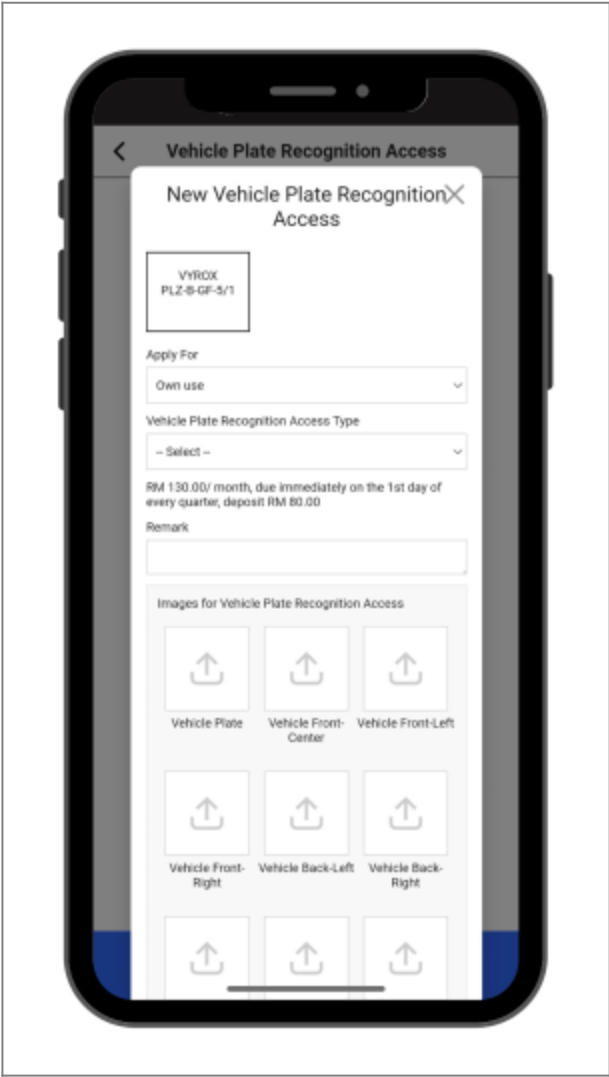 Vehicle Plate Recognition Access
New Vehicle Plate Recognition
Access
VYROX
PLZ-B-GF-5/1
Apply For
Own use
Vehicle Plate Recognition Access Type
-- Select --
RM 130.00/ month, due immediately on the 1st day of
every quarter, deposit RM 80.00
Remark
Images for Vehicle Plate Recognition Access
Vehicle Plate
Vehicle Front-
Center
Vehicle Front-Left
Vehicle Front-
Right
Vehicle Back-Left
Vehicle Back-
Right